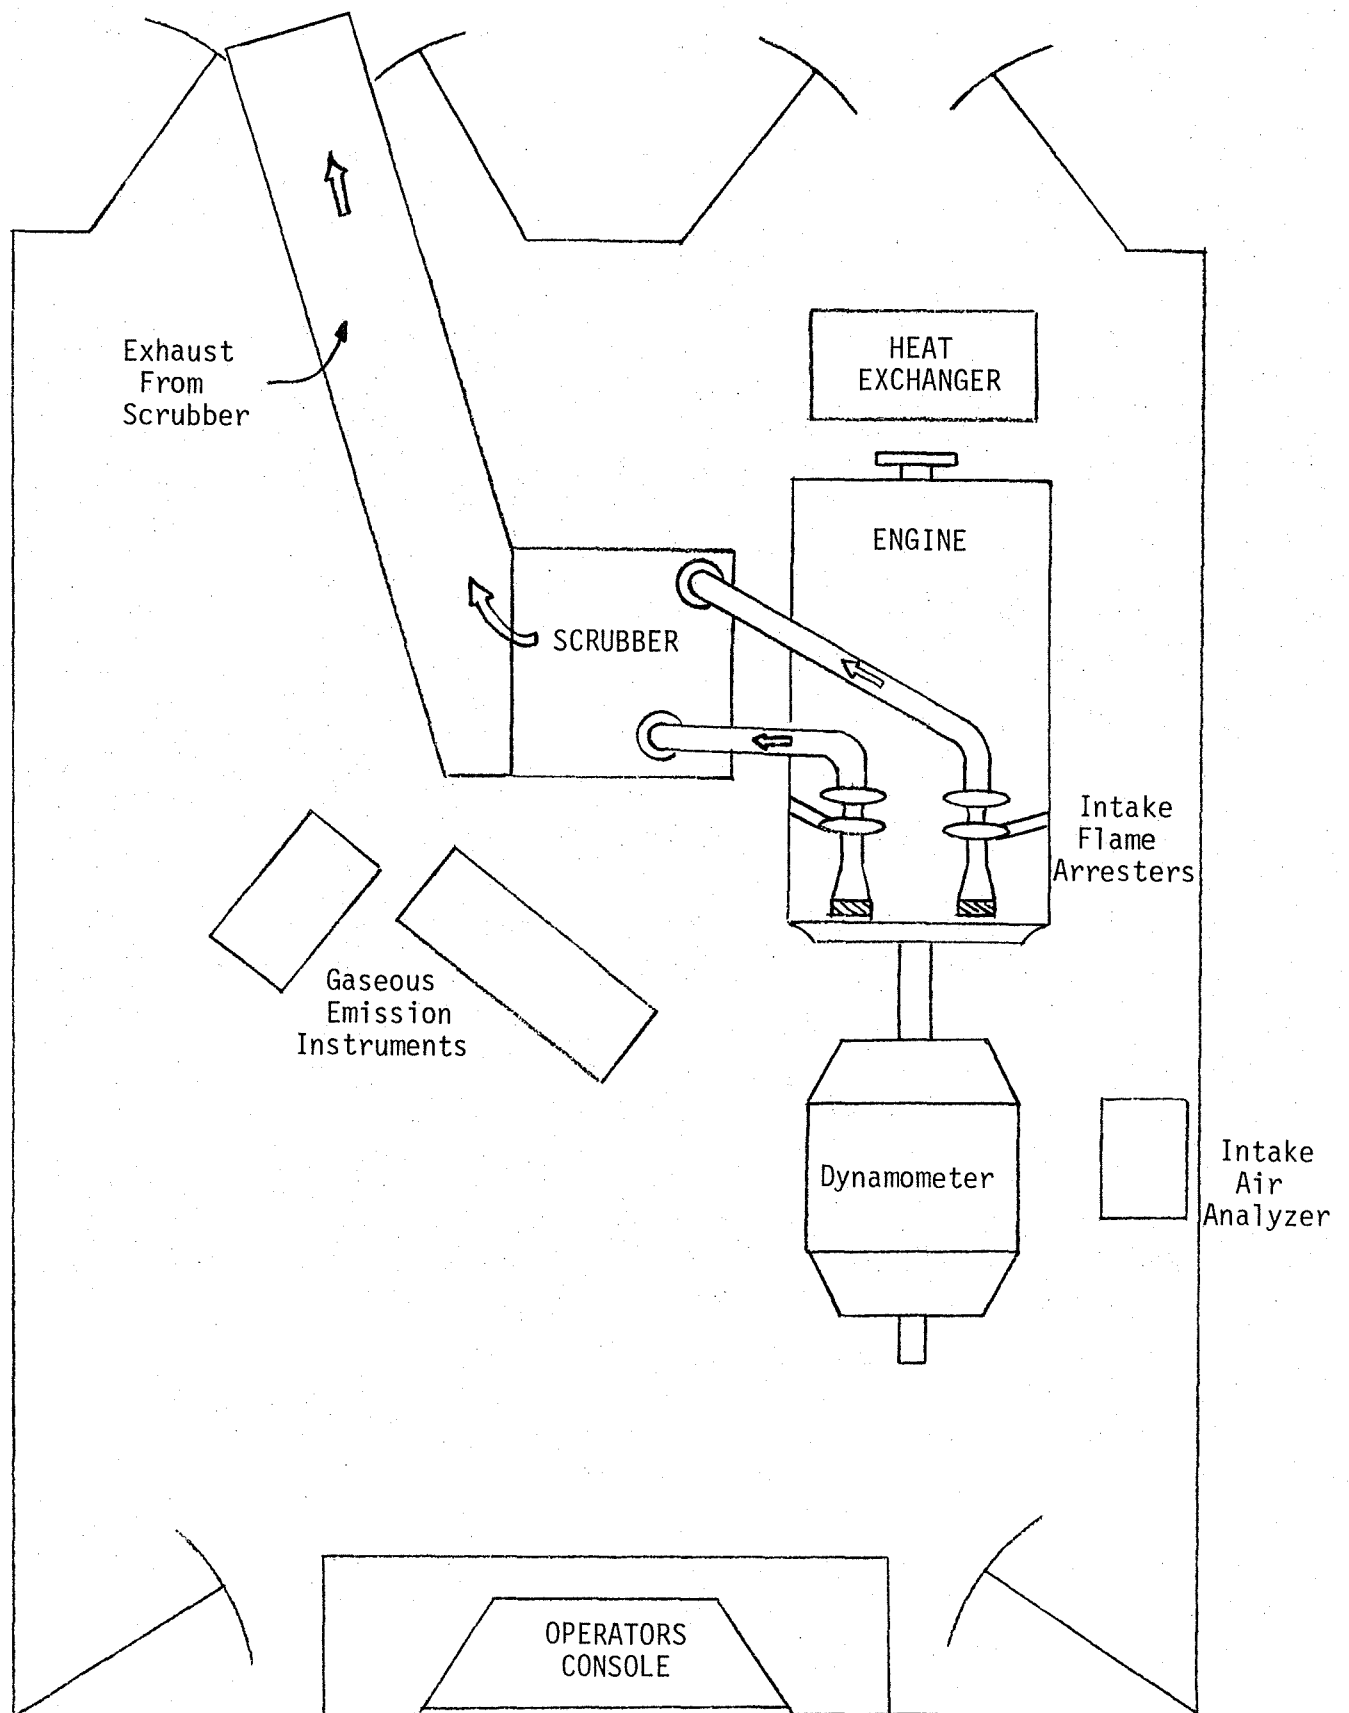 Exhaust
From
Scrubber
HEAT
EXCHANGER
ENGINE
SCRUBBER
Intake
Flame
Arresters
Gaseous
Emission
Instruments
Dynamometer
Intake
Air
Analyzer
OPERATORS
CONSOLE